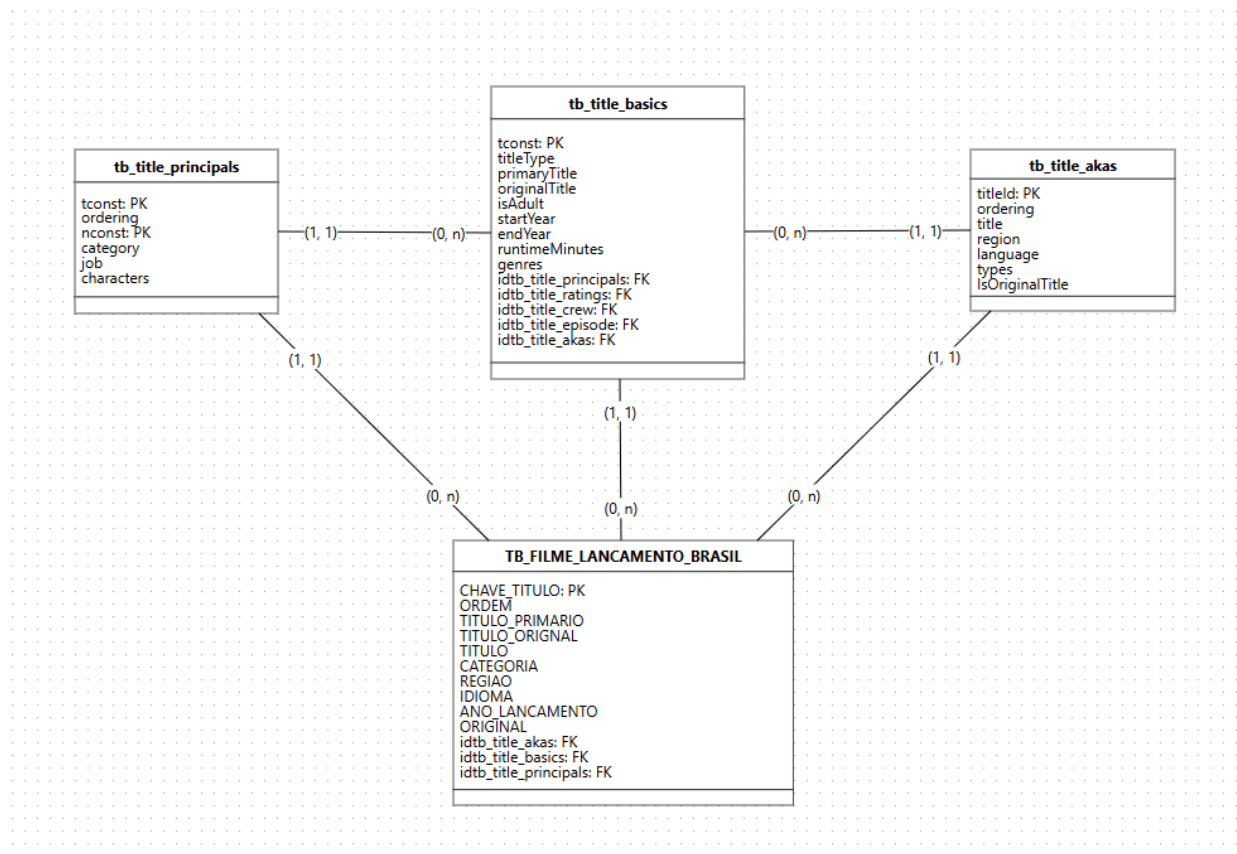 tb_title_basics
tconst: PK
titleType
primaryTitle
originalTitle
isAdult
startYear
endYear
runtimeMinutes
genres
idtb_title_principals: FK
idtb_title_ratings: FK
idtb_title_crew: FK
idtb_title_episode: FK
idtb_title_akas: FK
tb_title_principals
tconst: PK
ordering
nconst: PK
category
job
characters
tb_title_akas
titleId: PK
ordering
title
region
language
types
IsOriginalTitle
(1, 1)
(0, n)
(0, n)
(1, 1)
(1, 1)
(1, 1)
(1, 1)
(0, n)
(0, n)
(0, n)
TB_FILME_LANCAMENTO_BRASIL
CHAVE_TITULO: PK
ORDEM
TITULO_PRIMARIO
TITULO_ORIGNAL
TITULO
CATEGORIA
REGIAO
IDIOMA
ANO_LANCAMENTO
ORIGINAL
idtb_title_akas: FK
idtb_title_basics: FK
idtb_title_principals: FK